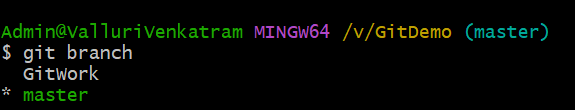 Admin@ValluriVenkatram MINGW64 /v/GitDemo (master)
$ git branch
  GitWork
* master